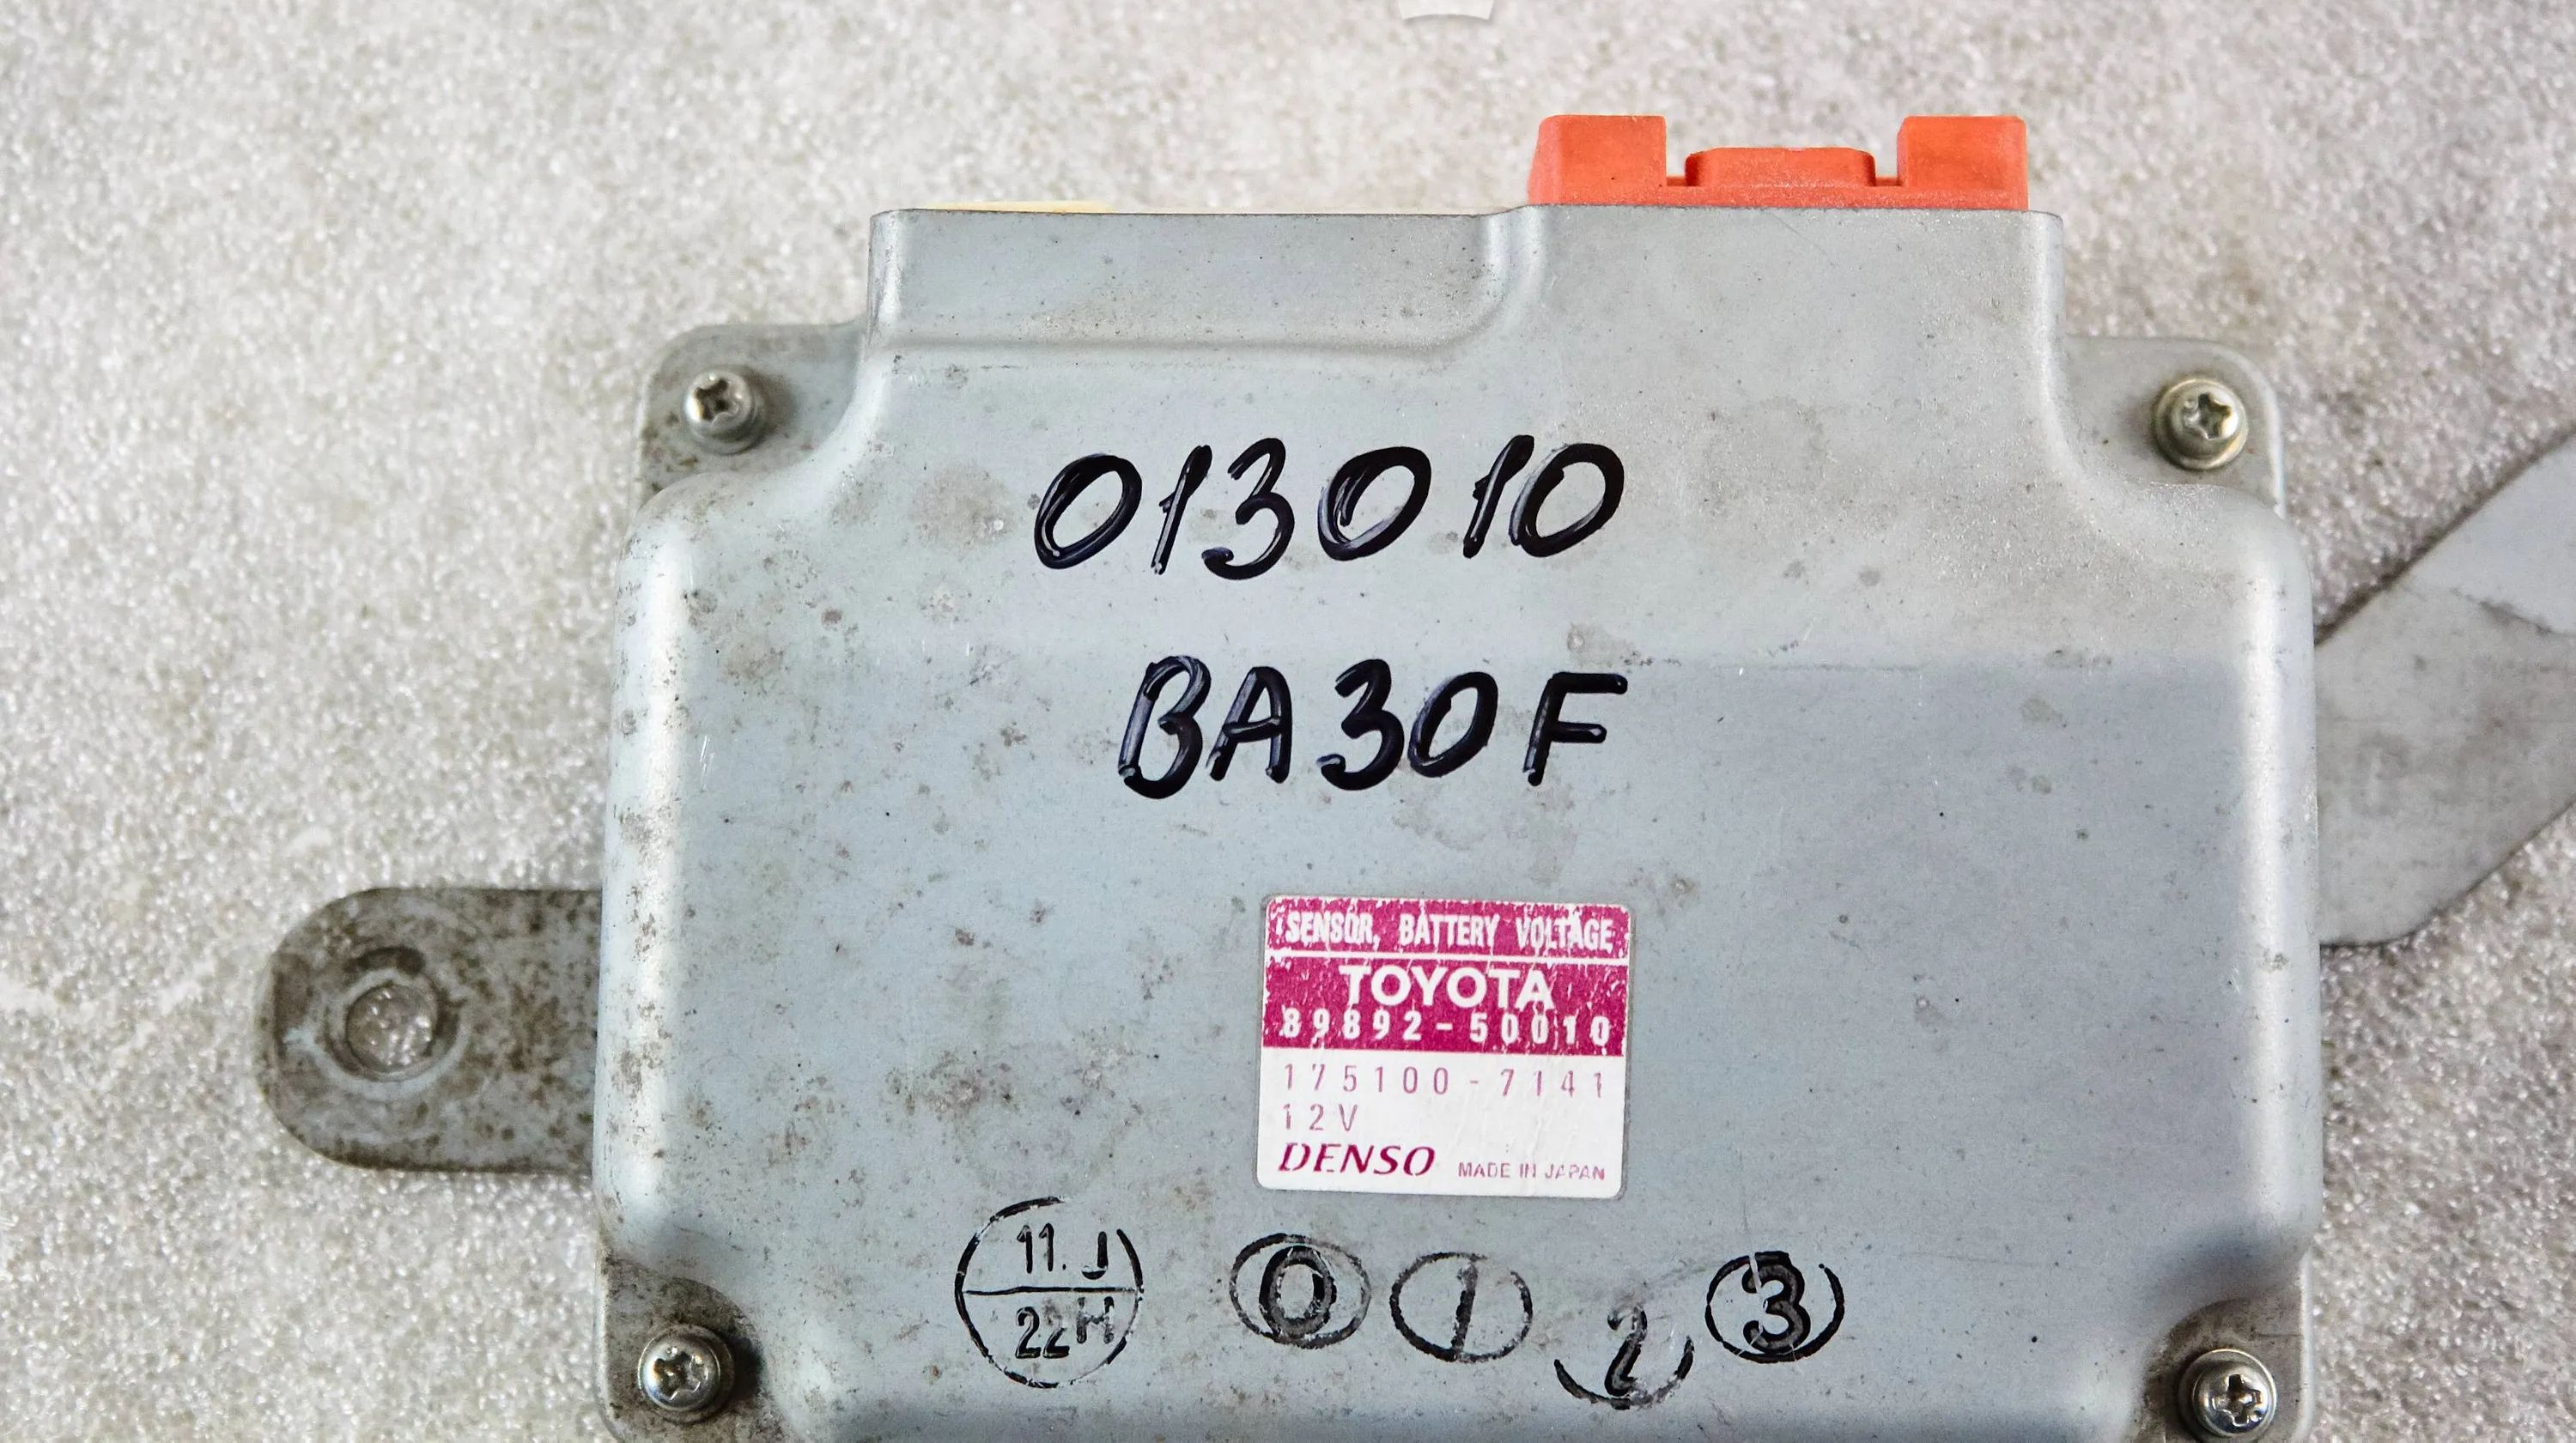 013010
BA30F
SENSOR, BATTERY VOLTAGE
TOYOTA
89892-50010
175100-7141
12V
DENSO MADE IN JAPAN
11.J
22H
0 1 2 3